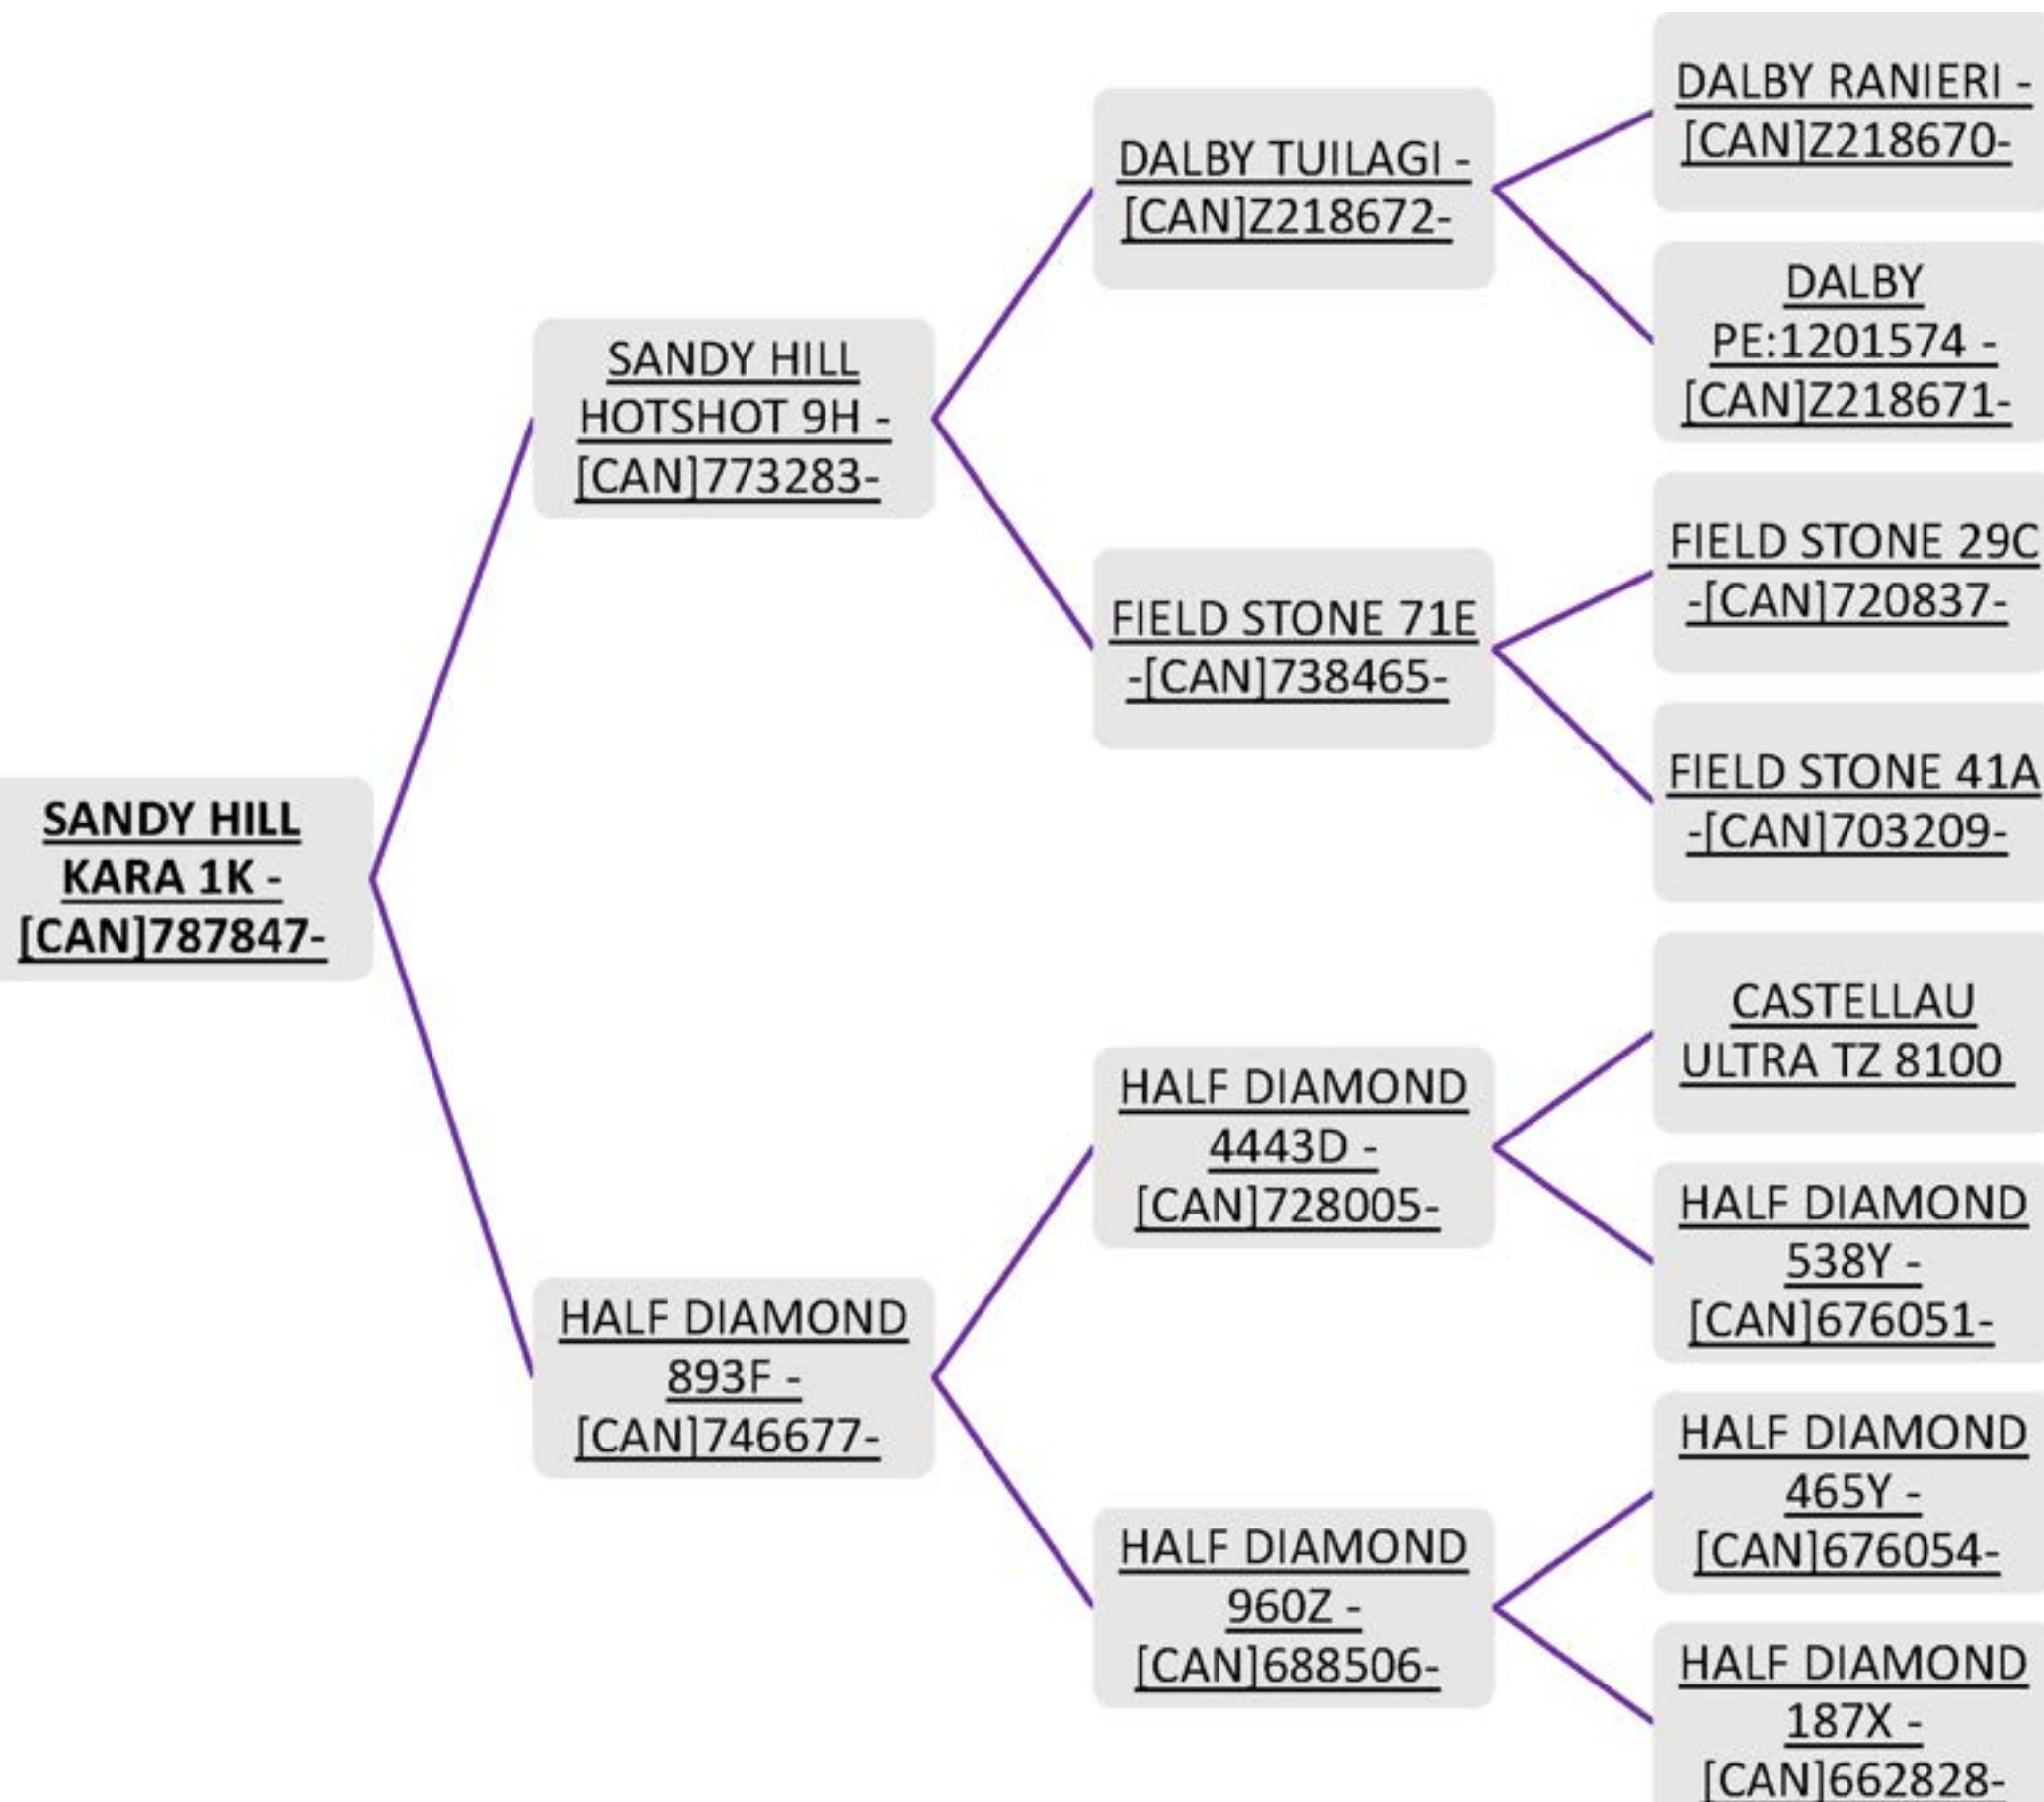 SANDY HILL
KARA 1K -
[CAN]787847-
SANDY HILL
HOTSHOT 9H -
[CAN]773283-
HALF DIAMOND
893F -
[CAN]746677-
DALBY TUILAGI -
[CAN]Z218672-
FIELD STONE 71E
-[CAN]738465-
HALF DIAMOND
4443D -
[CAN]728005-
HALF DIAMOND
960Z -
[CAN]688506-
DALBY RANIERI -
[CAN]Z218670-
DALBY
PE:1201574 -
[CAN]Z218671-
FIELD STONE 29C
-[CAN]720837-
FIELD STONE 41A
-[CAN]703209-
CASTELLAU
ULTRA TZ 8100
HALF DIAMOND
538Y -
[CAN]676051-
HALF DIAMOND
465Y -
[CAN]676054-
HALF DIAMOND
187X -
[CAN]662828-